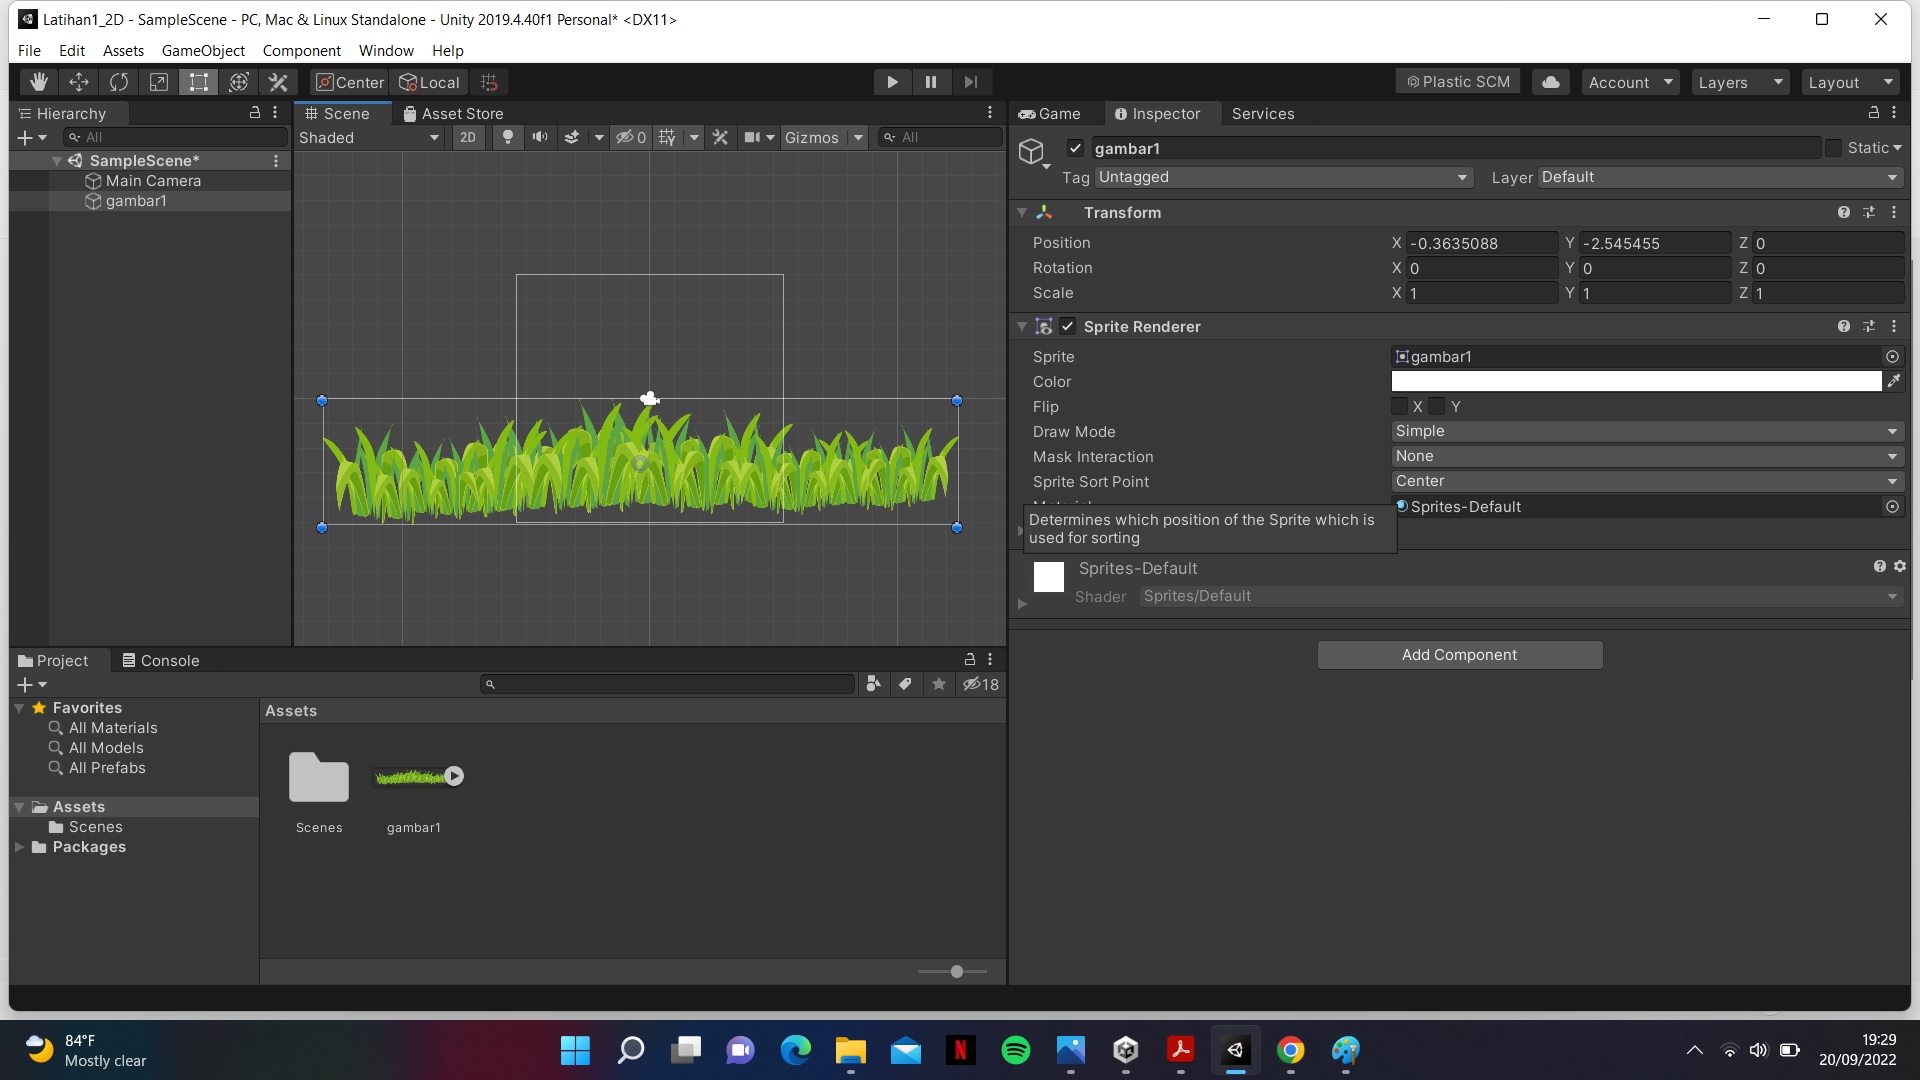 Latihan1_2D - SampleScene - PC, Mac & Linux Standalone - Unity 2019.4.40f1 Personal* <DX11>
File Edit Assets GameObject Component Window Help
Center Local Plastic SCM Account Layers Layout
Hierarchy
All
SampleScene*
Main Camera
gambar1
Scene Asset Store
Shaded 2D 0 Gizmos All
Game Inspector Services
gambar1 Static
Tag Untagged Layer Default
Transform
Position X -0.3635088 Y -2.545455 Z 0
Rotation X 0 Y 0 Z 0
Scale X 1 Y 1 Z 1
Sprite Renderer
Sprite gambar1
Color
Flip X Y
Draw Mode Simple
Mask Interaction None
Sprite Sort Point Center
Sprites-Default
Determines which position of the Sprite which is
used for sorting
Sprites-Default
Shader Sprites/Default
Add Component
Project Console
18
Favorites
All Materials
All Models
All Prefabs
Assets
Scenes
Packages
Assets
Scenes gambar1
84°F
Mostly clear
19:29
20/09/2022